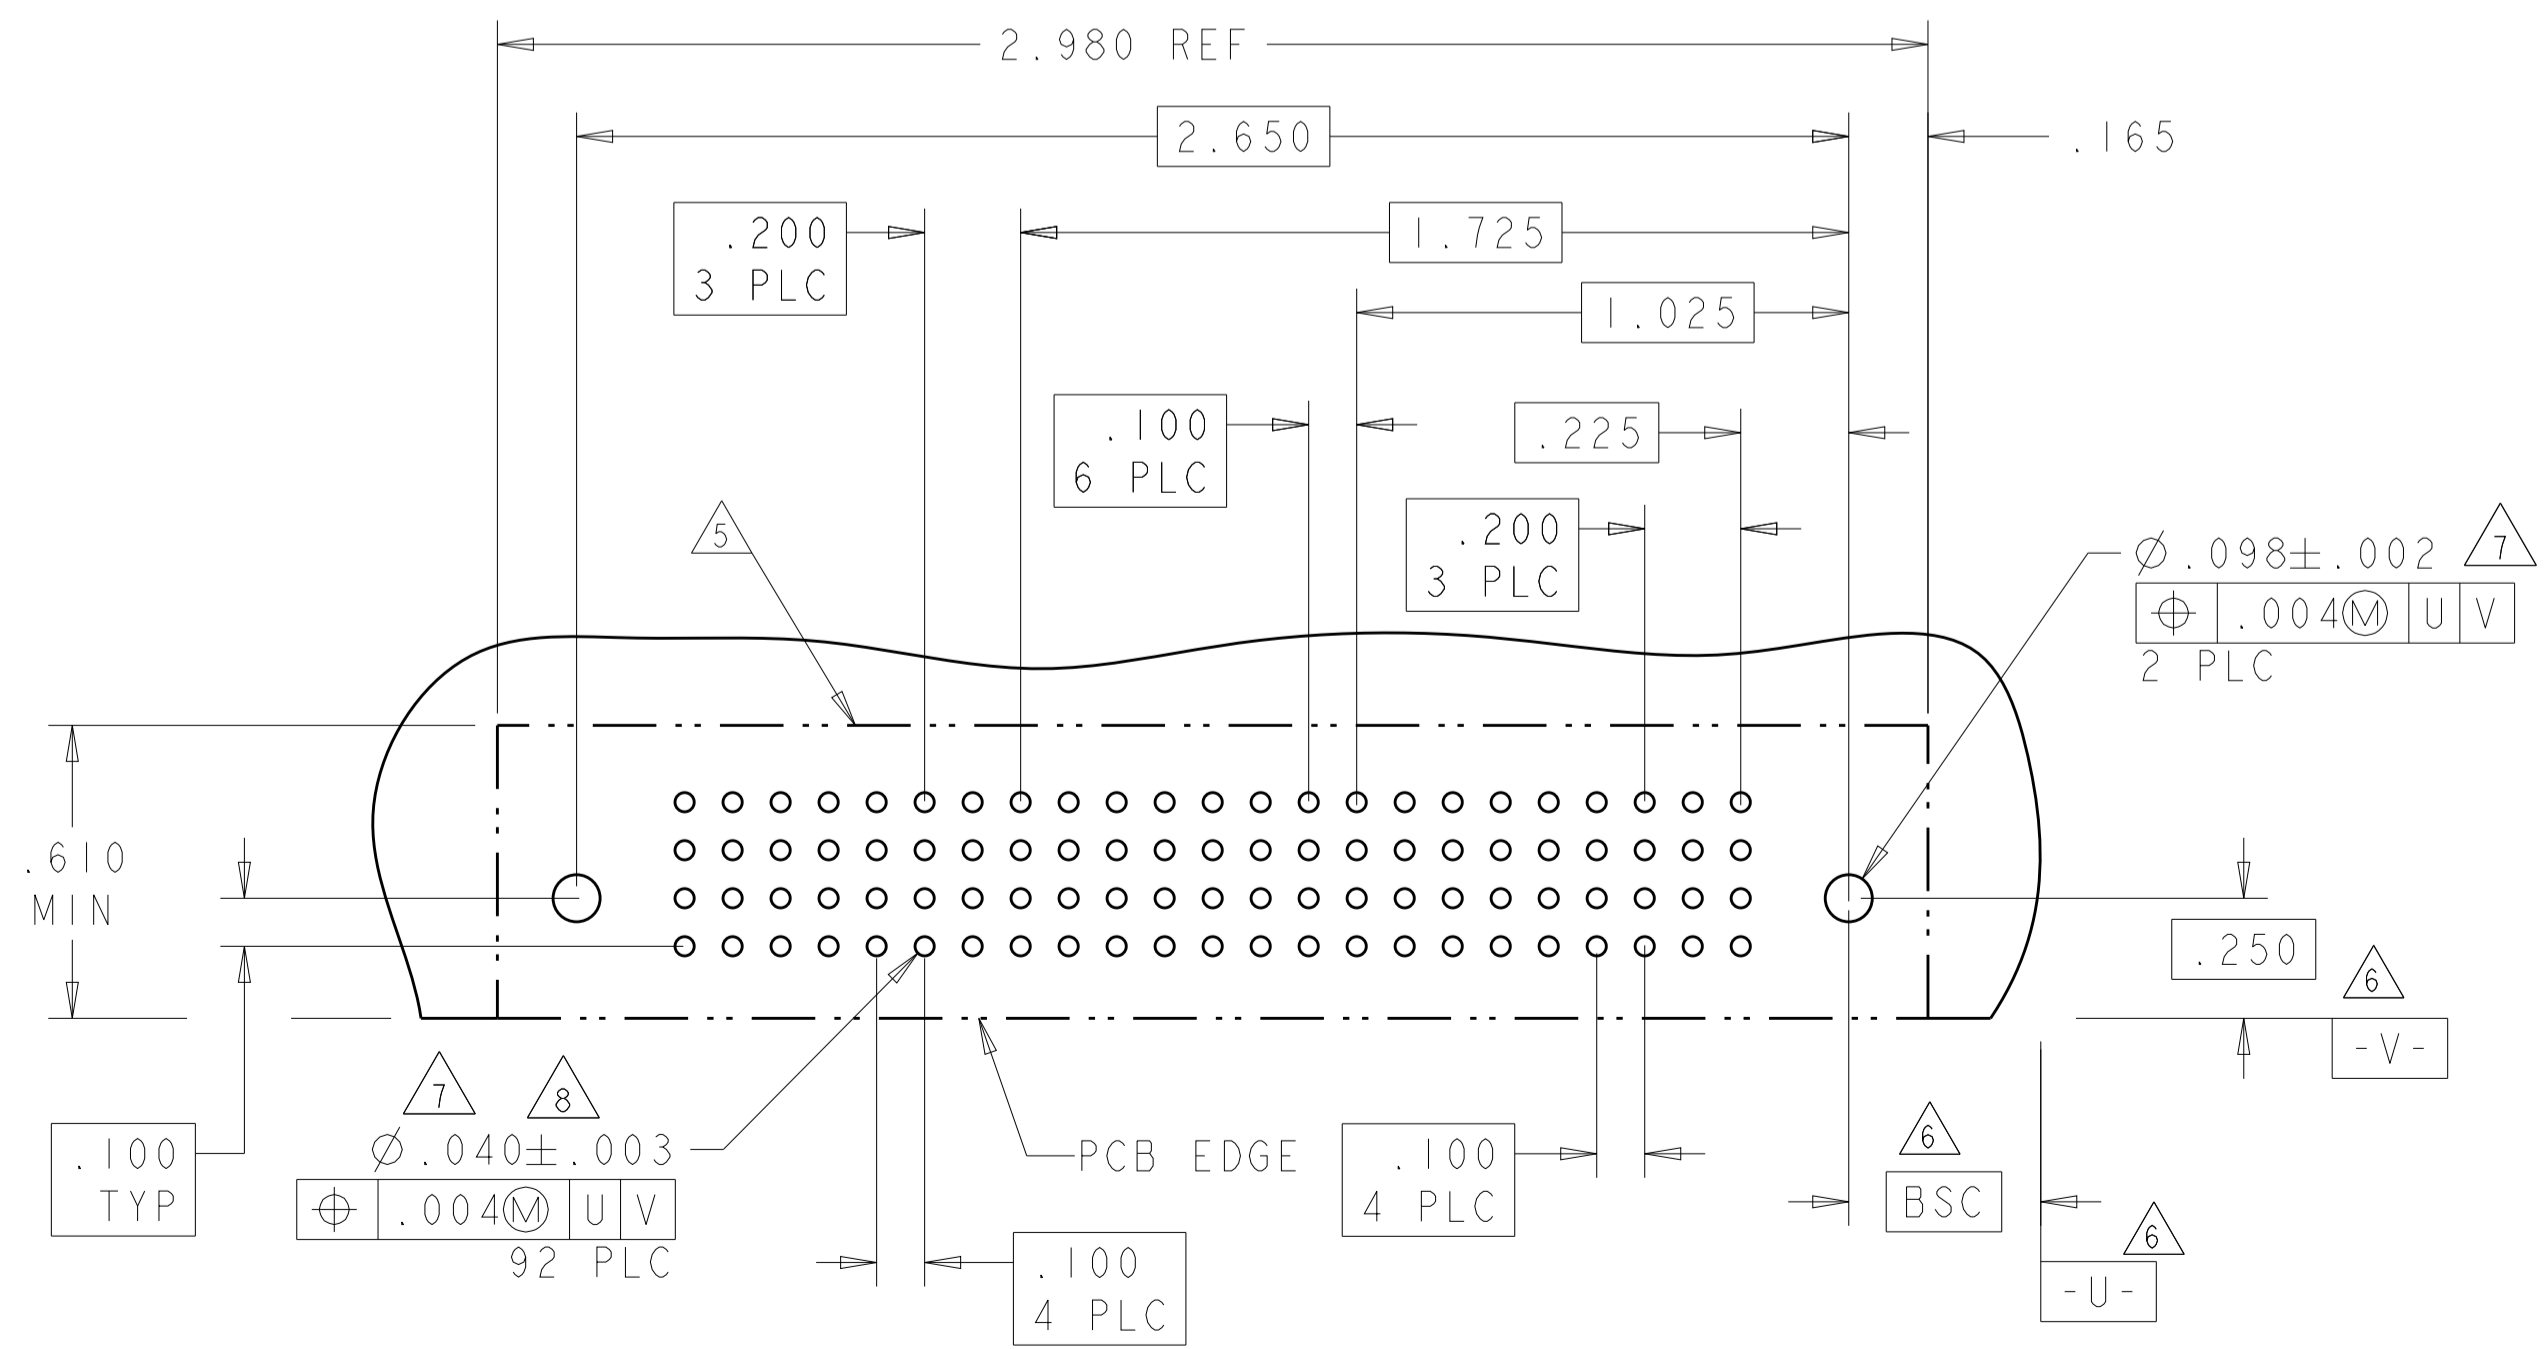 2.980 REF
2.650
.165
.200
3 PLC
1.725
1.025
.100
6 PLC
.225
.200
3 PLC
5
Ø.098±.002
7
⌖ .004Ⓜ U V
2 PLC
.610
MIN
.250
6
-V-
7
8
Ø.040±.003
⌖ .004Ⓜ U V
92 PLC
.100
TYP
PCB EDGE
.100
4 PLC
.100
4 PLC
6
BSC
6
-U-